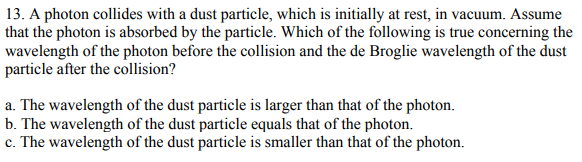 13. A photon collides with a dust particle, which is initially at rest, in vacuum. Assume
that the photon is absorbed by the particle. Which of the following is true concerning the
wavelength of the photon before the collision and the de Broglie wavelength of the dust
particle after the collision?
a. The wavelength of the dust particle is larger than that of the photon.
b. The wavelength of the dust particle equals that of the photon.
c. The wavelength of the dust particle is smaller than that of the photon.